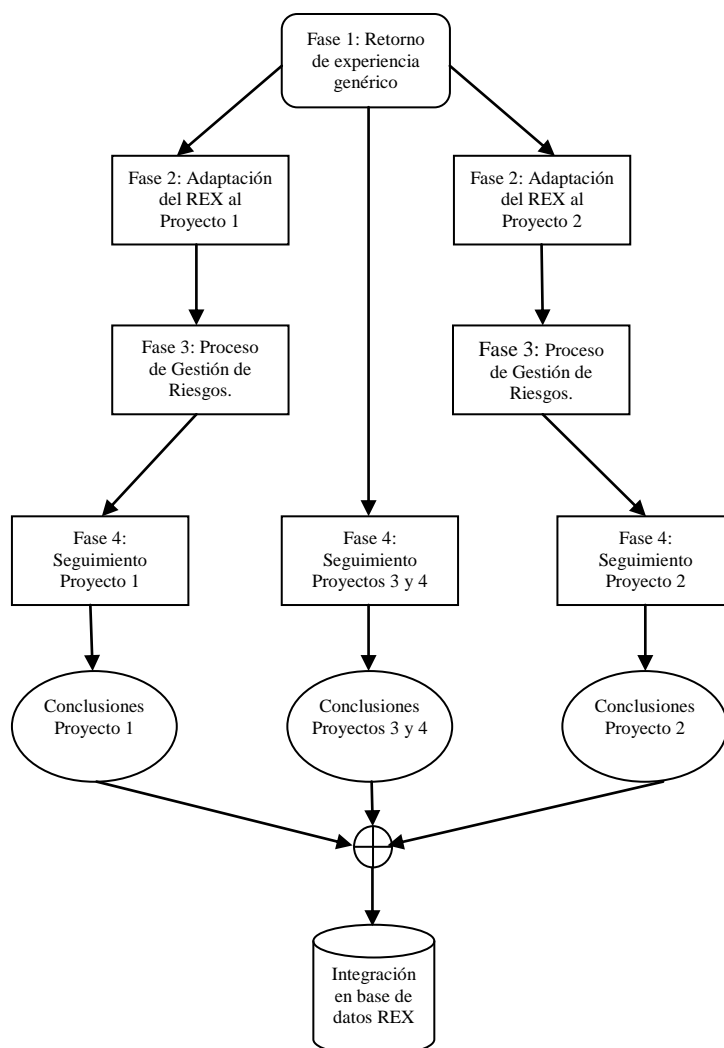 Fase 1: Retorno
de experiencia
genérico
Fase 2: Adaptación
del REX al
Proyecto 1
Fase 2: Adaptación
del REX al
Proyecto 2
Fase 3: Proceso
de Gestión de
Riesgos.
Fase 3: Proceso
de Gestión de
Riesgos.
Fase 4:
Seguimiento
Proyecto 1
Fase 4:
Seguimiento
Proyectos 3 y 4
Fase 4:
Seguimiento
Proyecto 2
Conclusiones
Proyecto 1
Conclusiones
Proyectos 3 y 4
Conclusiones
Proyecto 2
Integración
en base de
datos REX